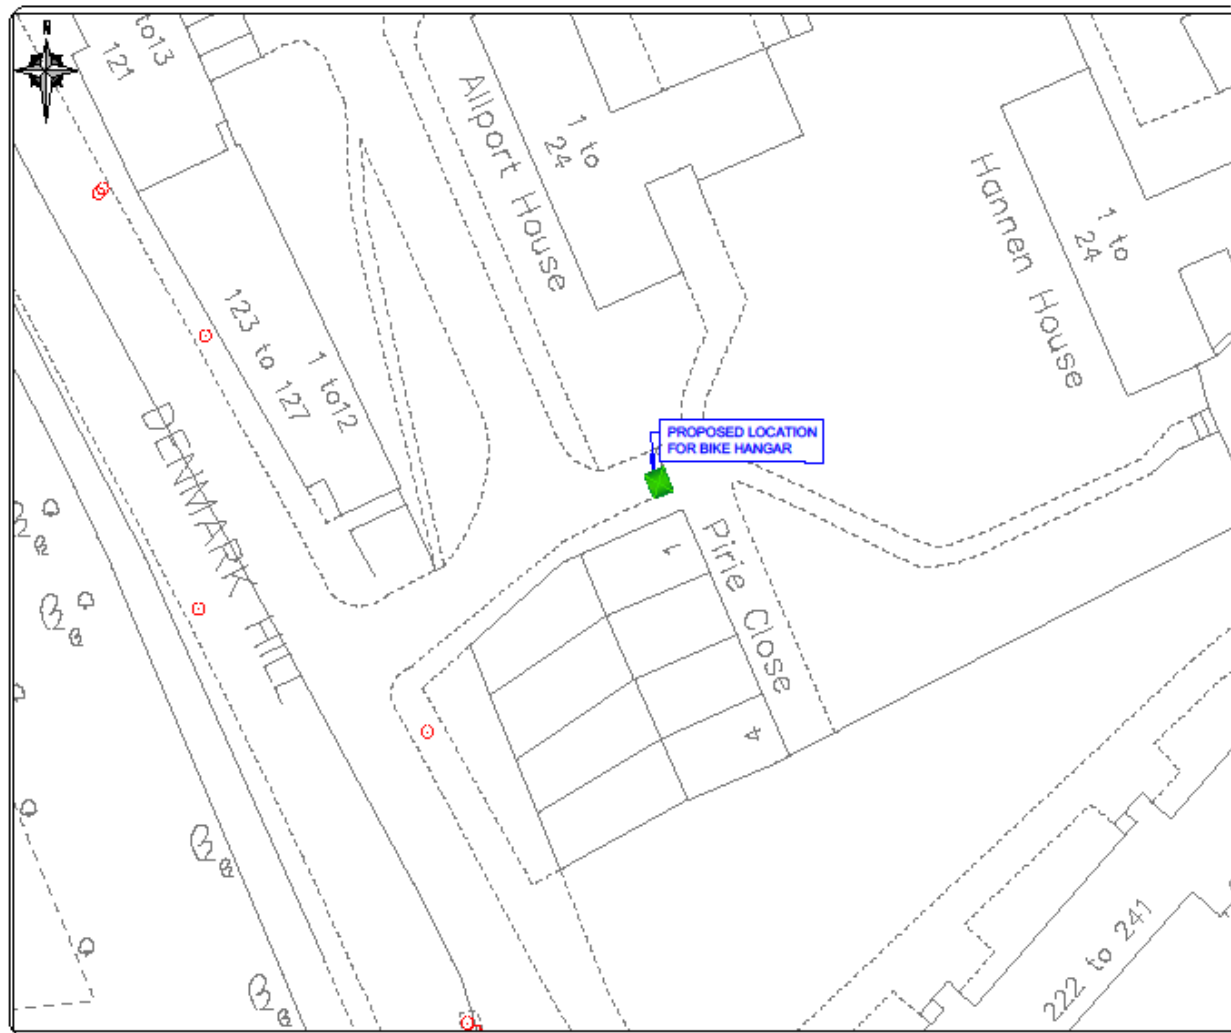 N
to13
121
Allport House
1 to
24
Hannen House
1 to
24
123 to 127
1 to12
DENMARK HILL
PROPOSED LOCATION
FOR BIKE HANGAR
1
Pirie Close
4
222 to 241